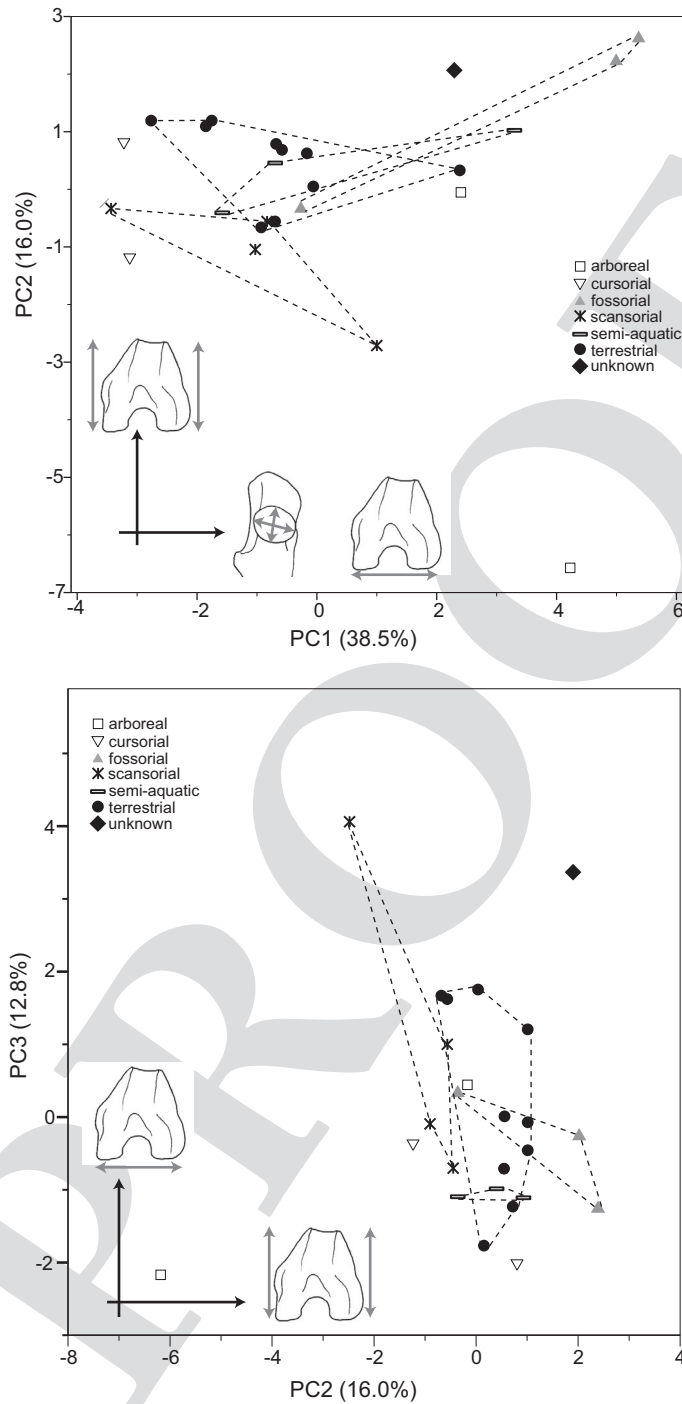 3
1
-1
-3
-5
-7
PC2 (16.0%)
arboreal
cursorial
fossorial
scansorial
semi-aquatic
terrestrial
unknown
-4 -2 0 2 4 6
PC1 (38.5%)
arboreal
cursorial
fossorial
scansorial
semi-aquatic
terrestrial
unknown
4
2
0
-2
PC3 (12.8%)
-8 -6 -4 -2 0 2 4
PC2 (16.0%)
PROO